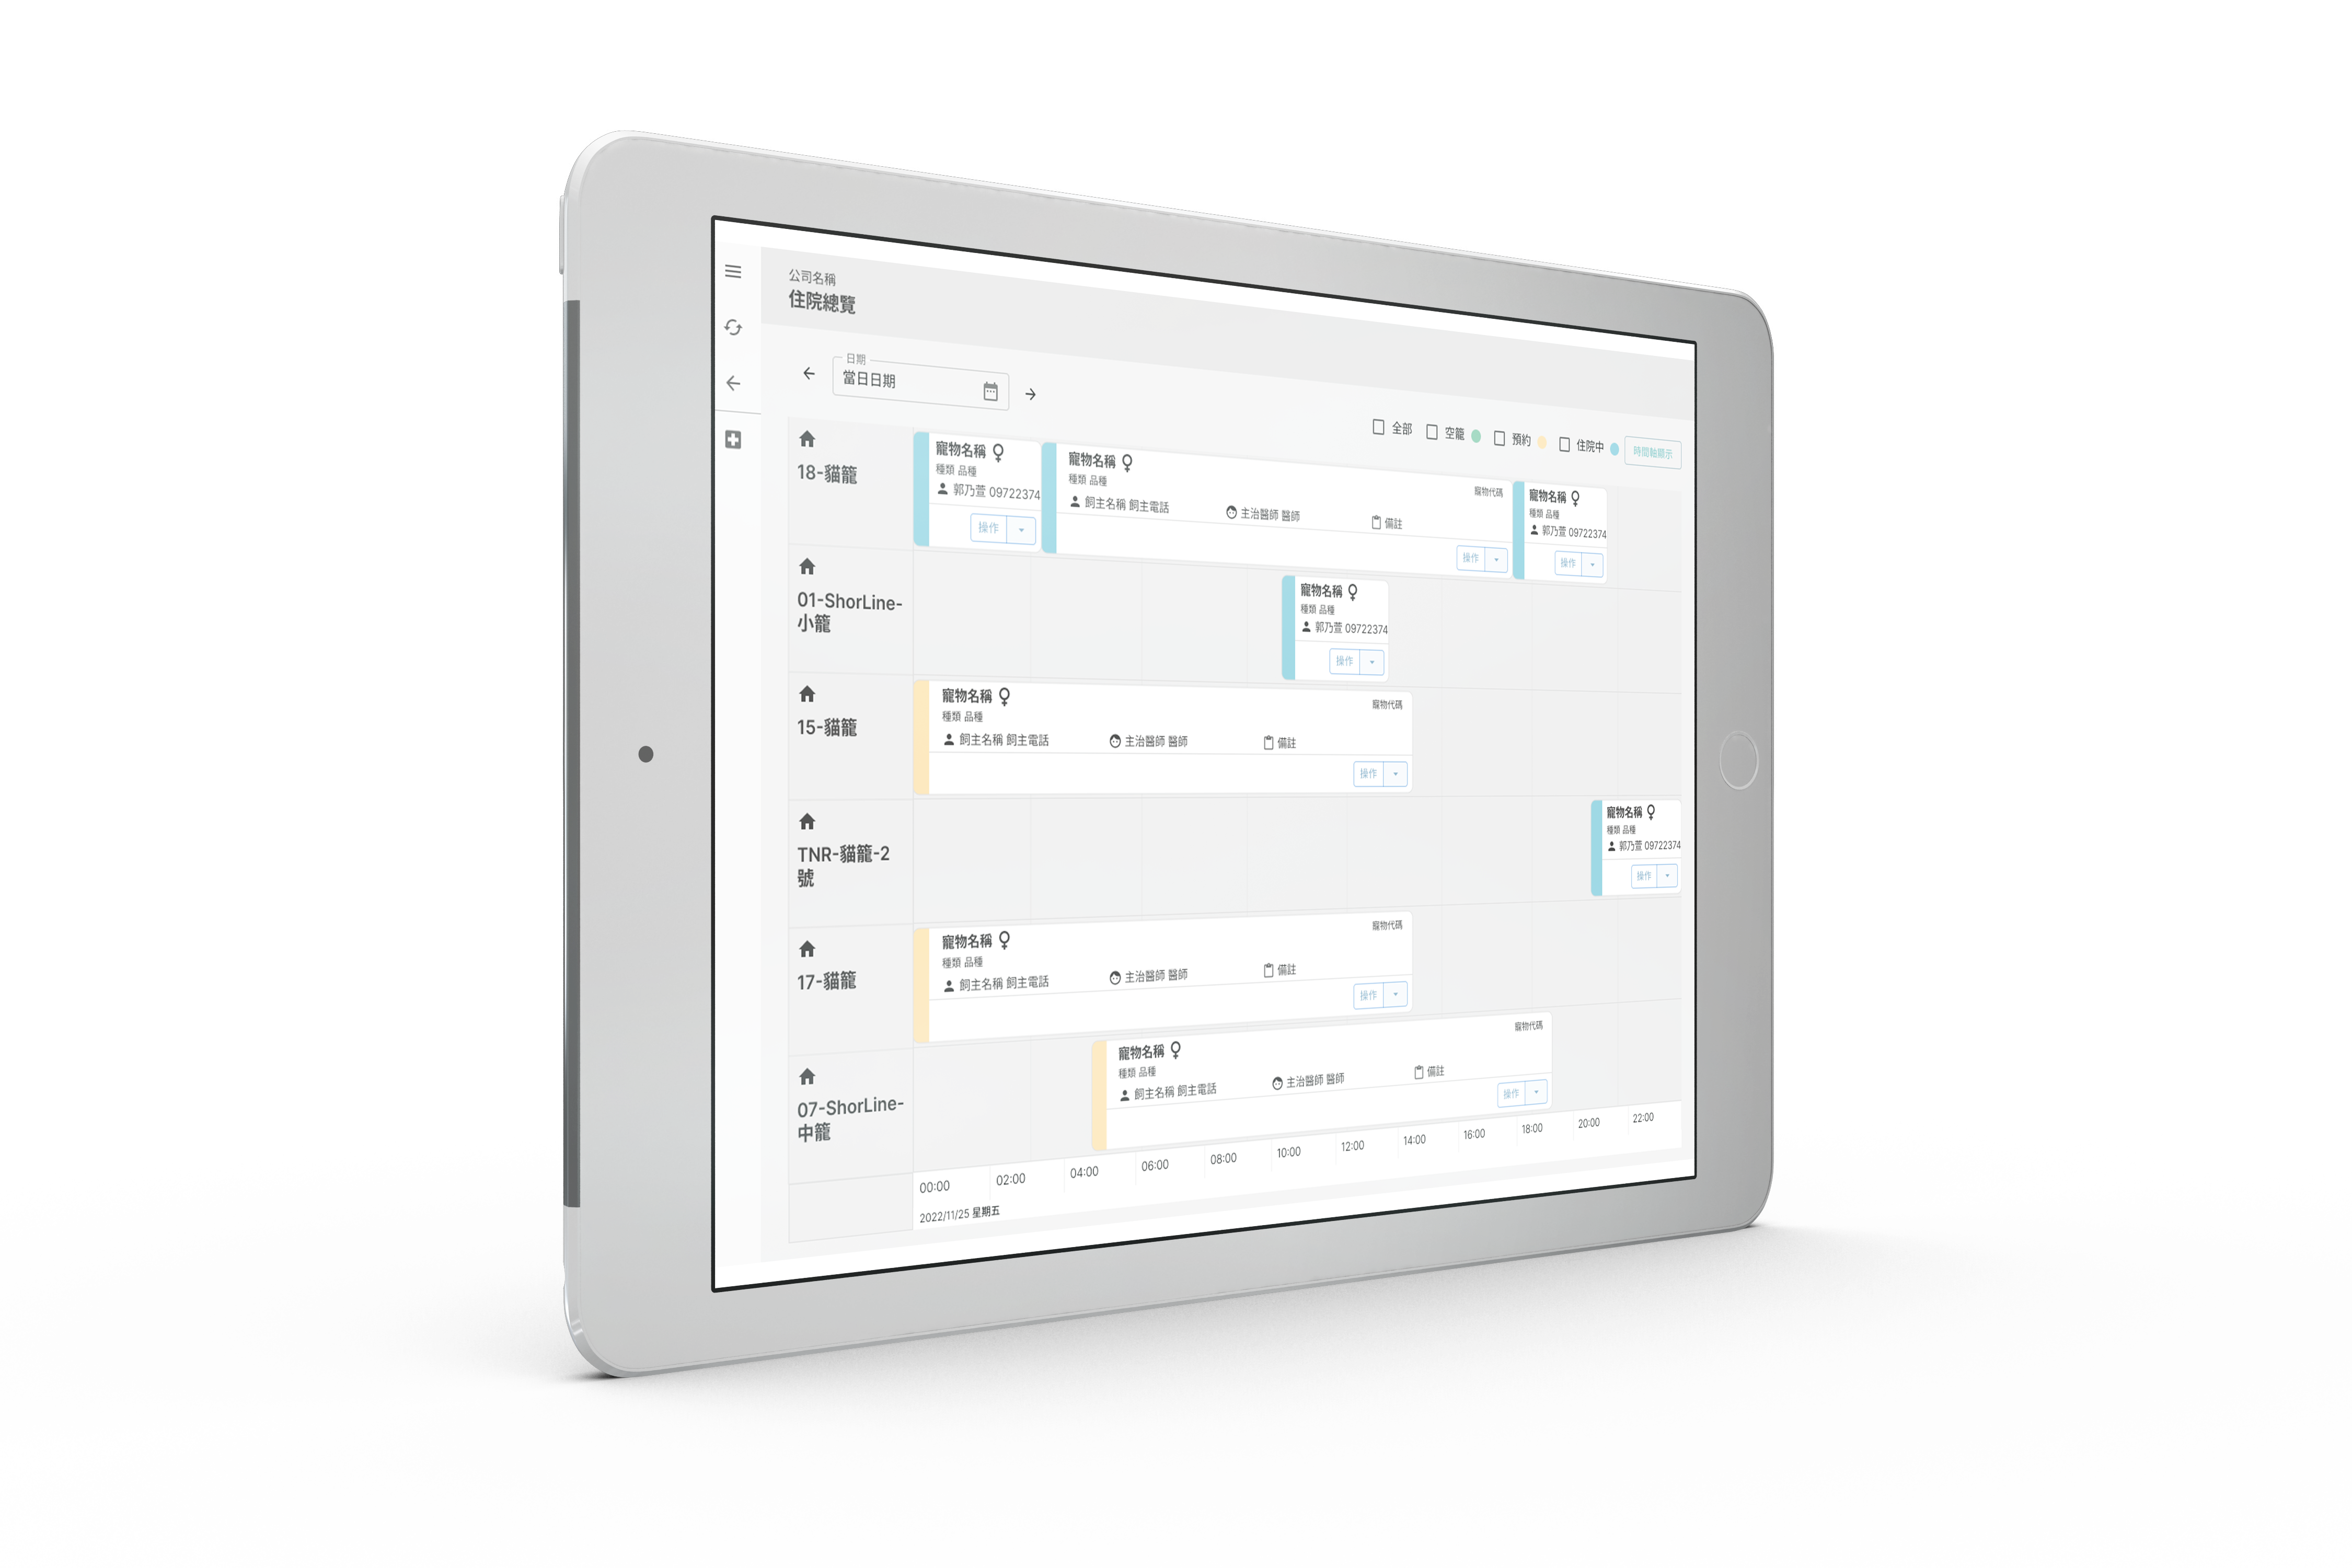 公司名稱
住院總覽
日期
當日日期
全部 空籠 預約 住院中 時間軸顯示
18-貓籠
寵物名稱
種類 品種
郭乃萱 09722374
操作
寵物名稱
種類 品種
寵物代碼
飼主名稱 飼主電話 主治醫師 醫師 備註
操作
寵物名稱
種類 品種
郭乃萱 09722374
操作
01-ShorLine-
小籠
寵物名稱
種類 品種
郭乃萱 09722374
操作
15-貓籠
寵物名稱
寵物代碼
種類 品種
飼主名稱 飼主電話 主治醫師 醫師 備註
操作
TNR-貓籠-2
號
寵物名稱
種類 品種
郭乃萱 09722374
操作
17-貓籠
寵物名稱
寵物代碼
種類 品種
飼主名稱 飼主電話 主治醫師 醫師 備註
操作
07-ShorLine-
中籠
寵物名稱
寵物代碼
種類 品種
飼主名稱 飼主電話 主治醫師 醫師 備註
操作
00:00 02:00 04:00 06:00 08:00 10:00 12:00 14:00 16:00 18:00 20:00 22:00
2022/11/25 星期五